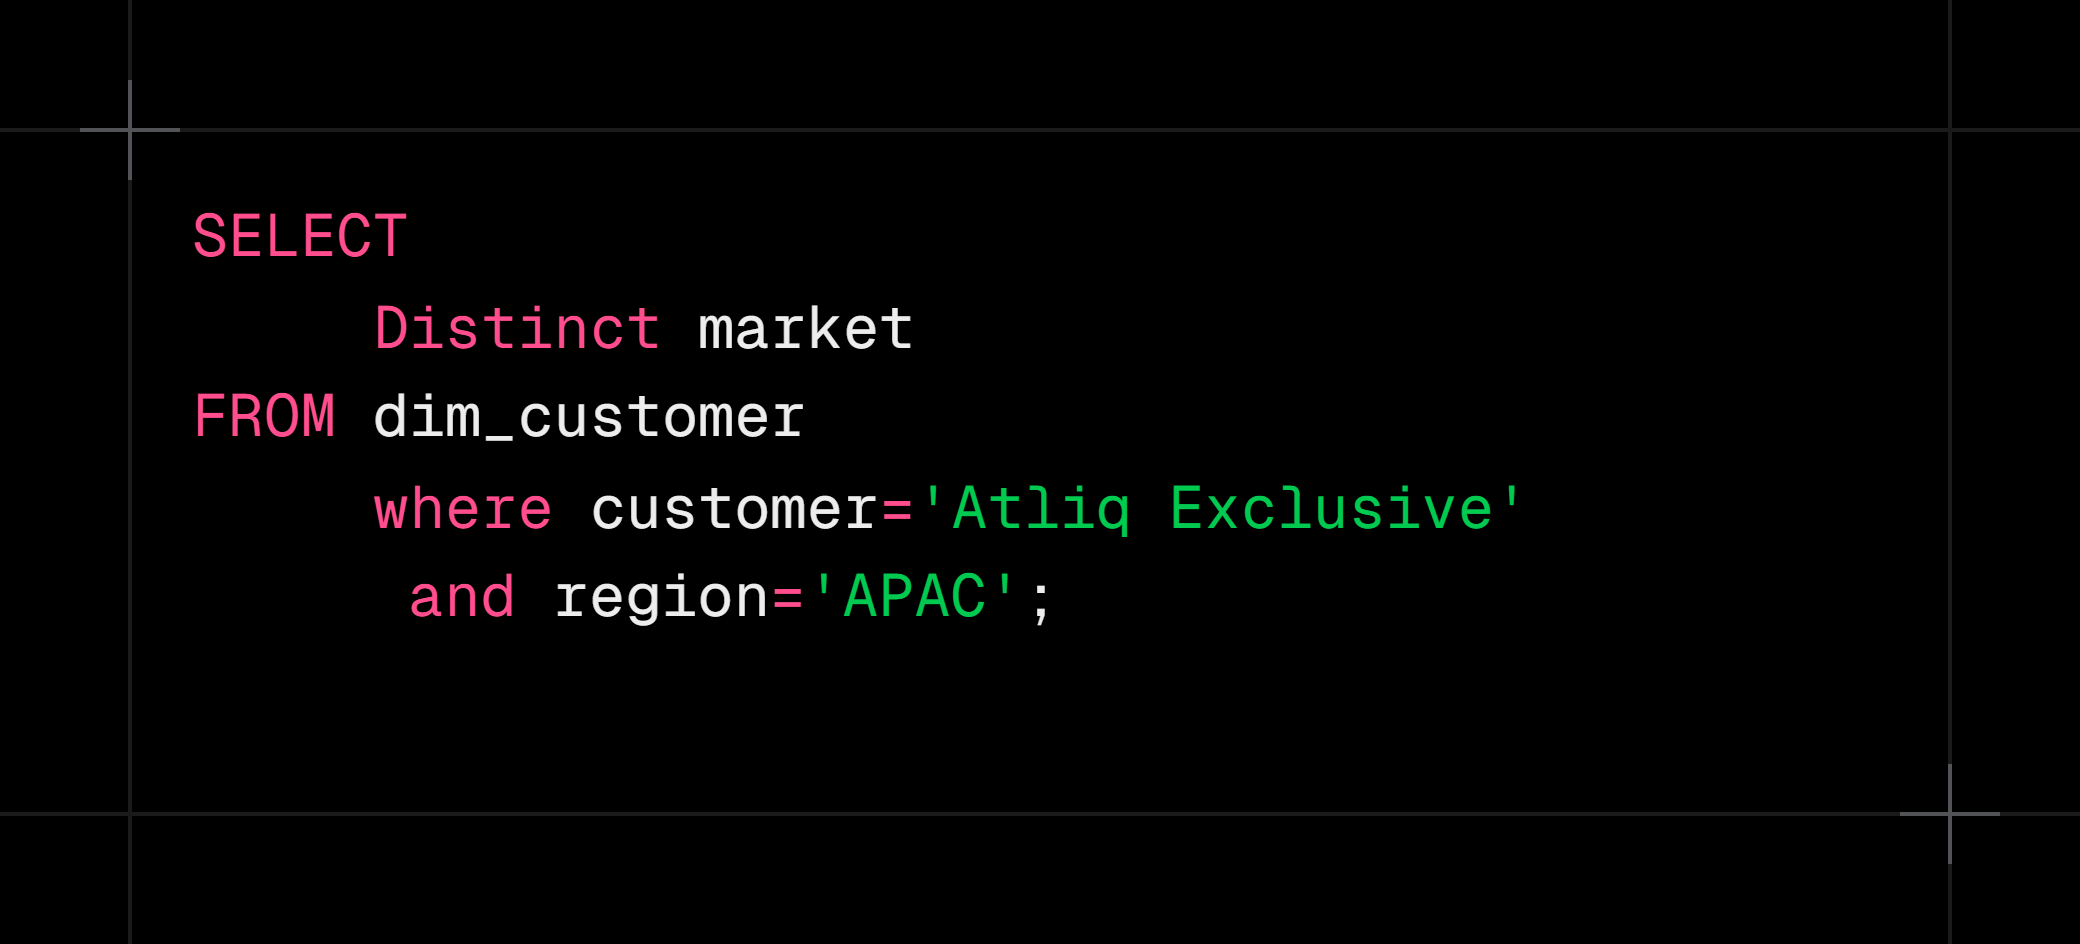 SELECT
     Distinct market
FROM dim_customer
     where customer='Atliq Exclusive'
      and region='APAC';